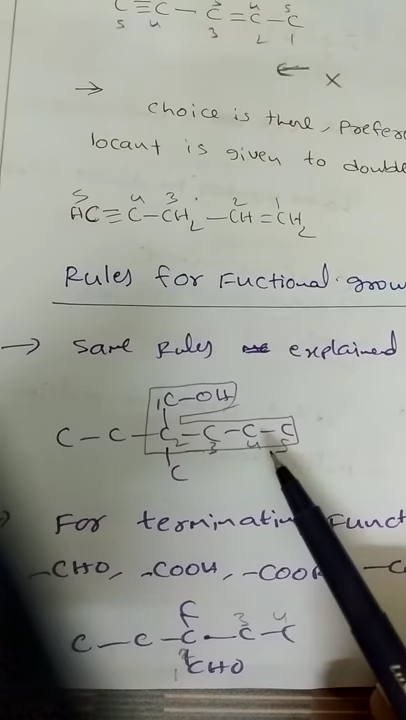 C≡C-C=C-C
5 4 3 2 1
← x
→ choice is there, Prefer
locant is given to double
5 4 3 2 1
HC≡C-CH2-CH=CH2
Rules for Fuctional grou
→ Same Rules explained
1C-OH
C-C-C2-C-C-C
3 4 5
C
For terminatin Funct
-CHO, -COOH, -COOR, -C
3 4
C-C-C-C-C
1CHO